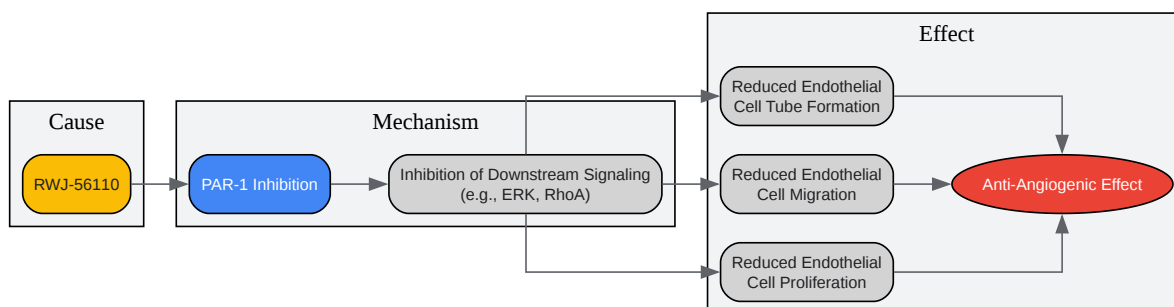 Cause
RWJ-56110
Mechanism
PAR-1 Inhibition
Inhibition of Downstream Signaling
(e.g., ERK, RhoA)
Effect
Reduced Endothelial
Cell Tube Formation
Reduced Endothelial
Cell Migration
Reduced Endothelial
Cell Proliferation
Anti-Angiogenic Effect